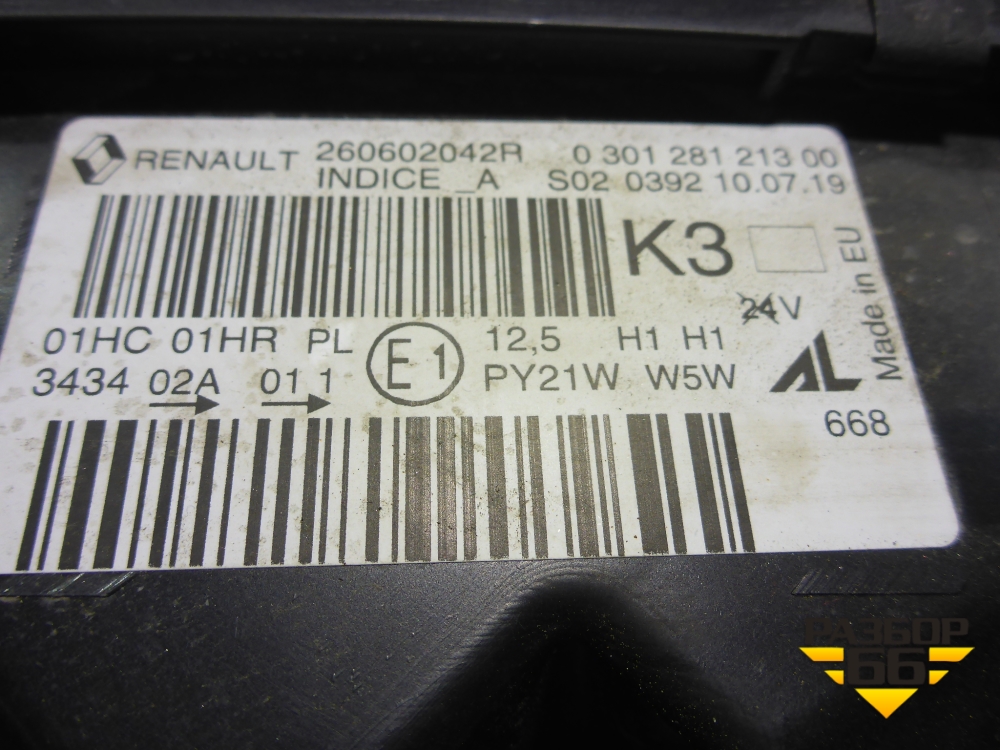 RENAULT 260602042R 0 301 281 213 00
INDICE _A S02 0392 10.07.19
K3
24V
Made in EU
01HC 01HR PL E1 12,5 H1 H1
3434 02A 01 1 PY21W W5W AL
668
РАЗБОР
66